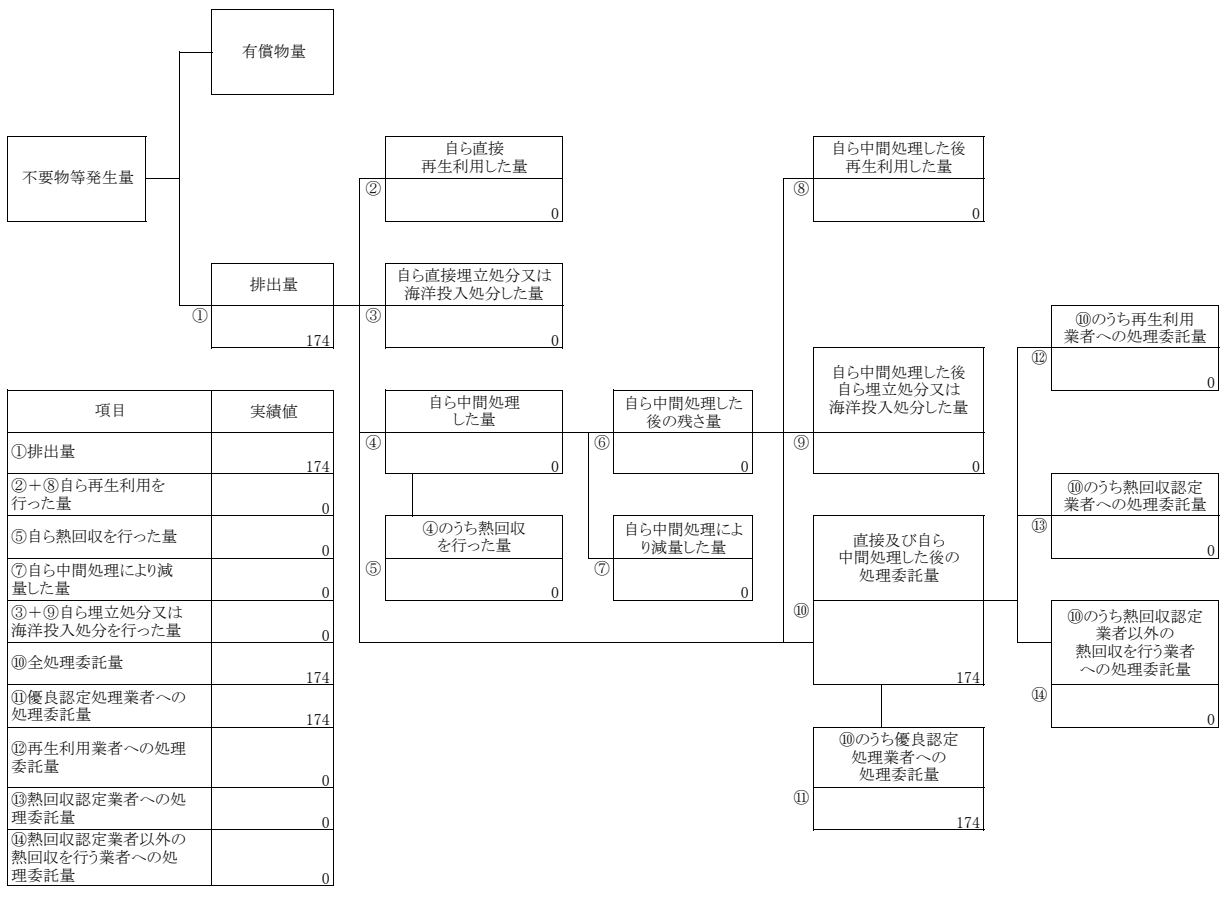 有償物量
不要物等発生量
排出量
①
174
自ら直接
再生利用した量
②
0
自ら直接埋立処分又は
海洋投入処分した量
③
0
自ら中間処理
した量
④
0
④のうち熱回収
を行った量
⑤
0
自ら中間処理した
後の残さ量
⑥
0
自ら中間処理によ
り減量した量
⑦
0
自ら中間処理した後
再生利用した量
⑧
0
自ら中間処理した後
自ら埋立処分又は
海洋投入処分した量
⑨
0
直接及び自ら
中間処理した後の
処理委託量
⑩
174
⑩のうち優良認定
処理業者への
処理委託量
⑪
174
⑩のうち再生利用
業者への処理委託量
⑫
0
⑩のうち熱回収認定
業者への処理委託量
⑬
0
⑩のうち熱回収認定
業者以外の
熱回収を行う業者
への処理委託量
⑭
0
項目 実績値
①排出量
174
②＋⑧自ら再生利用を
行った量
0
⑤自ら熱回収を行った量
0
⑦自ら中間処理により減
量した量
0
③＋⑨自ら埋立処分又は
海洋投入処分を行った量
0
⑩全処理委託量
174
⑪優良認定処理業者への
処理委託量
174
⑫再生利用業者への処理
委託量
0
⑬熱回収認定業者への処
理委託量
0
⑭熱回収認定業者以外の
熱回収を行う業者への処
理委託量
0